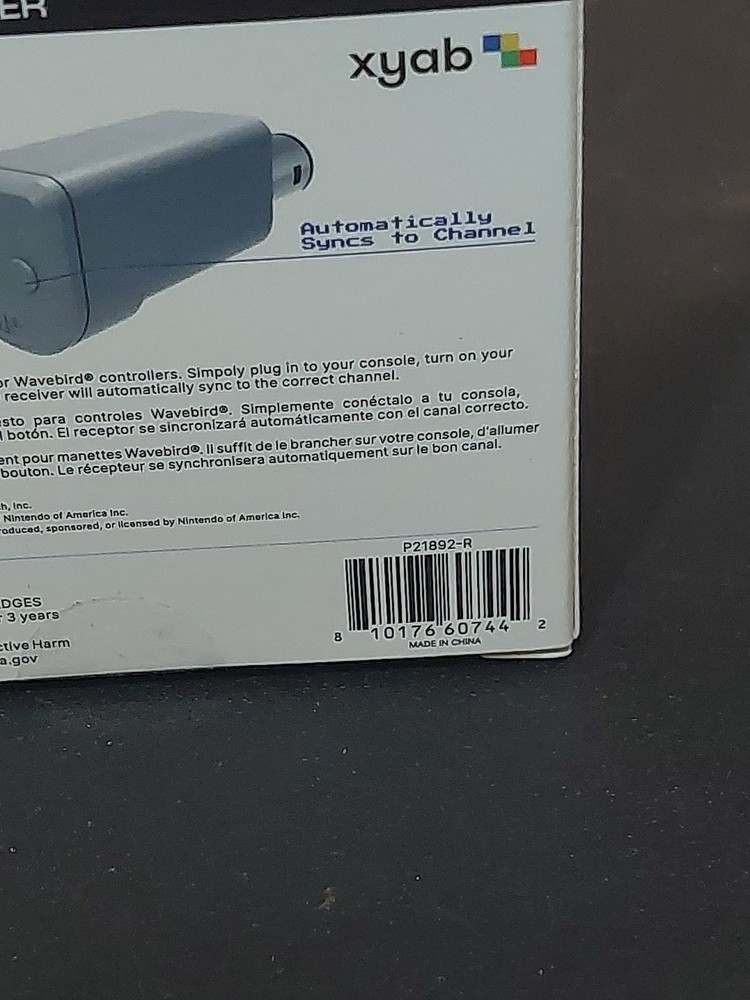 ER
xyab
Automatically
Syncs to Channel
or Wavebird® controllers. Simpoly plug in to your console, turn on your
receiver will automatically sync to the correct channel.
sto para controles Wavebird®. Simplemente conéctalo a tu consola,
l botón. El receptor se sincronizará automáticamente con el canal correcto.
ent pour manettes Wavebird®. Il suffit de le brancher sur votre console, d'allumer
bouton. Le récepteur se synchronisera automatiquement sur le bon canal.
h, Inc.
Nintendo of America Inc.
roduced, sponsored, or licensed by Nintendo of America Inc.
P21892-R
DGES
r 3 years
ctive Harm
a.gov
8 10176 60744 2
MADE IN CHINA